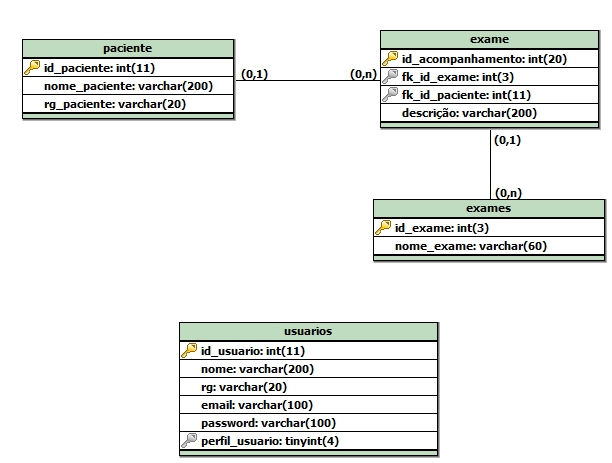 paciente
id_paciente: int(11)
nome_paciente: varchar(200)
rg_paciente: varchar(20)
(0,1)
(0,n)
exame
id_acompanhamento: int(20)
fk_id_exame: int(3)
fk_id_paciente: int(11)
descrição: varchar(200)
(0,1)
(0,n)
exames
id_exame: int(3)
nome_exame: varchar(60)
usuarios
id_usuario: int(11)
nome: varchar(200)
rg: varchar(20)
email: varchar(100)
password: varchar(100)
perfil_usuario: tinyint(4)